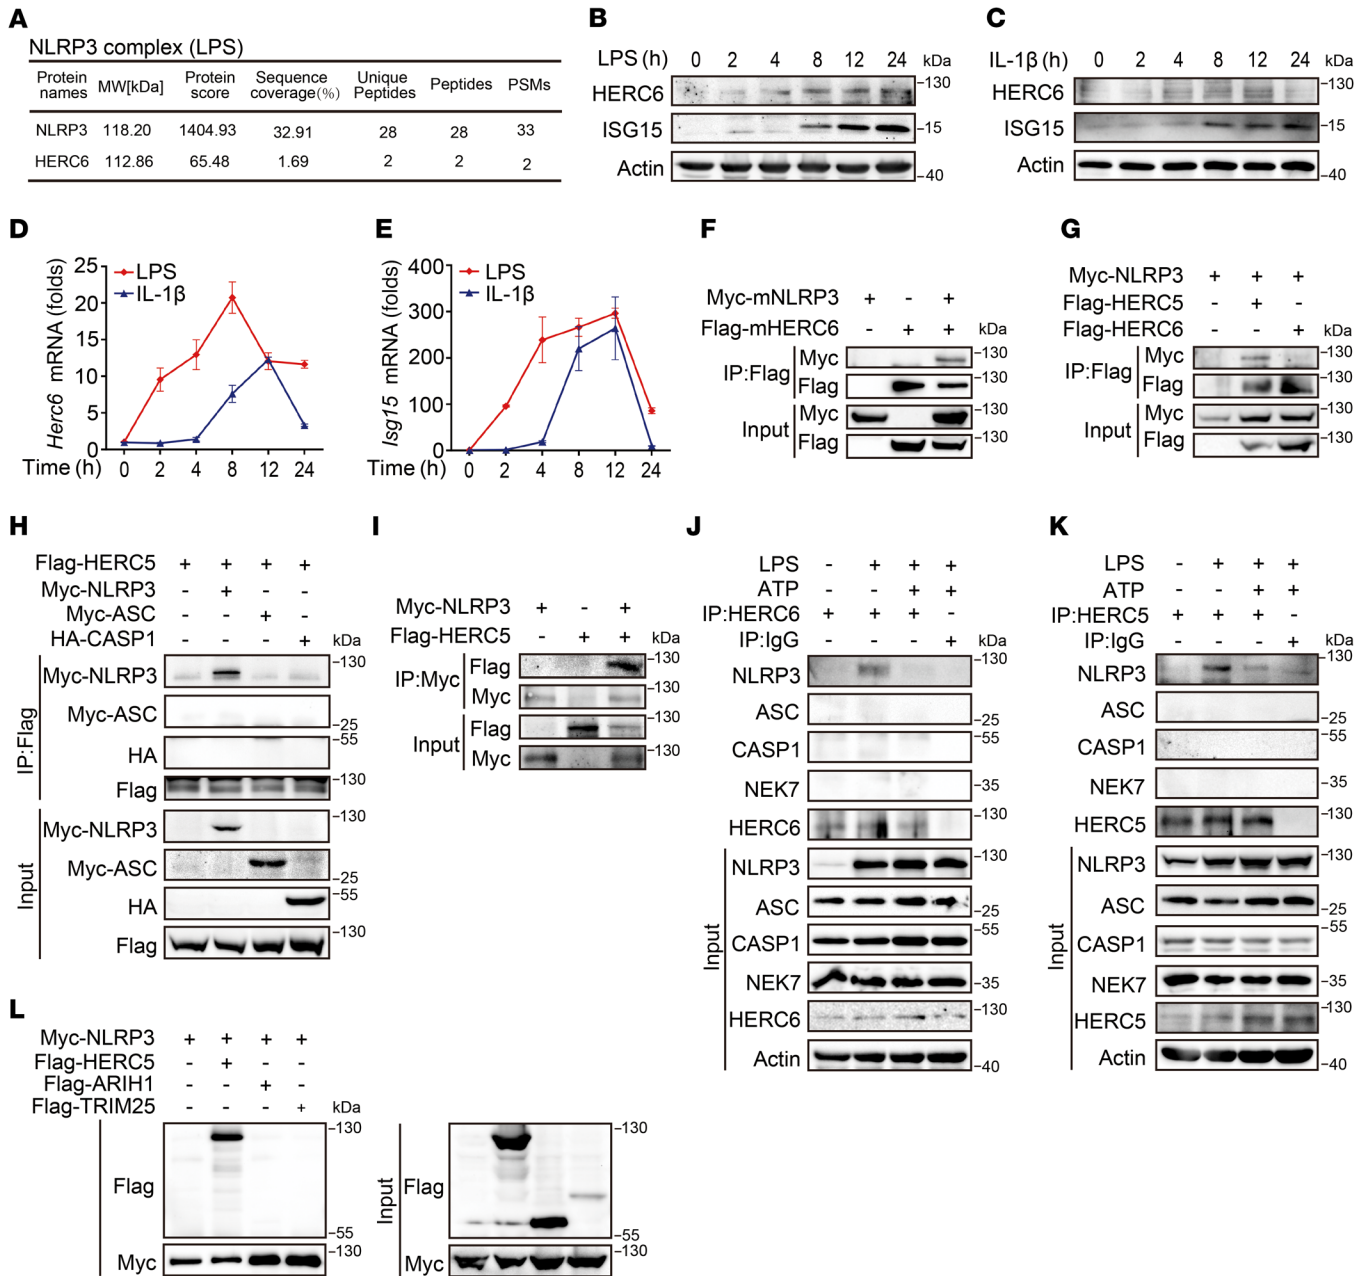 A
NLRP3 complex (LPS)
Protein names MW[kDa] Protein score Sequence coverage(%) Unique Peptides Peptides PSMs
NLRP3 118.20 1404.93 32.91 28 28 33
HERC6 112.86 65.48 1.69 2 2 2
B
LPS (h) 0 2 4 8 12 24 kDa
HERC6 –130
ISG15 –15
Actin –40
C
IL-1β (h) 0 2 4 8 12 24 kDa
HERC6 –130
ISG15 –15
Actin –40
D
Herc6 mRNA (folds)
25
20
15
10
5
0
LPS
IL-1β
Time (h) 0 2 4 8 12 24
E
Isg15 mRNA (folds)
400
300
200
100
0
LPS
IL-1β
Time (h) 0 2 4 8 12 24
F
Myc-mNLRP3 + - +
Flag-mHERC6 - + + kDa
IP:Flag
Myc –130
Flag –130
Input
Myc –130
Flag –130
G
Myc-NLRP3 + + +
Flag-HERC5 - + -
Flag-HERC6 - - + kDa
IP:Flag
Myc –130
Flag –130
Input
Myc –130
Flag –130
H
Flag-HERC5 + + + +
Myc-NLRP3 - + - -
Myc-ASC - - + -
HA-CASP1 - - - + kDa
IP:Flag
Myc-NLRP3 –130
Myc-ASC –25
HA –55
Flag –130
Input
Myc-NLRP3 –130
Myc-ASC –25
HA –55
Flag –130
I
Myc-NLRP3 + - +
Flag-HERC5 - + + kDa
IP:Myc
Flag –130
Myc –130
Input
Flag –130
Myc –130
J
LPS - + + +
ATP - - + +
IP:HERC6 + + + -
IP:IgG - - - + kDa
NLRP3 –130
ASC –25
CASP1 –55
NEK7 –35
HERC6 –130
Input
NLRP3 –130
ASC –25
CASP1 –55
NEK7 –35
HERC6 –130
Actin –40
K
LPS - + + +
ATP - - + +
IP:HERC5 + + + -
IP:IgG - - - + kDa
NLRP3 –130
ASC –25
CASP1 –55
NEK7 –35
HERC5 –130
Input
NLRP3 –130
ASC –25
CASP1 –55
NEK7 –35
HERC5 –130
Actin –40
L
Myc-NLRP3 + + + +
Flag-HERC5 - + - -
Flag-ARIH1 - - + -
Flag-TRIM25 - - - + kDa
Flag –130
–55
Myc –130
Input
Flag –130
–55
Myc –130